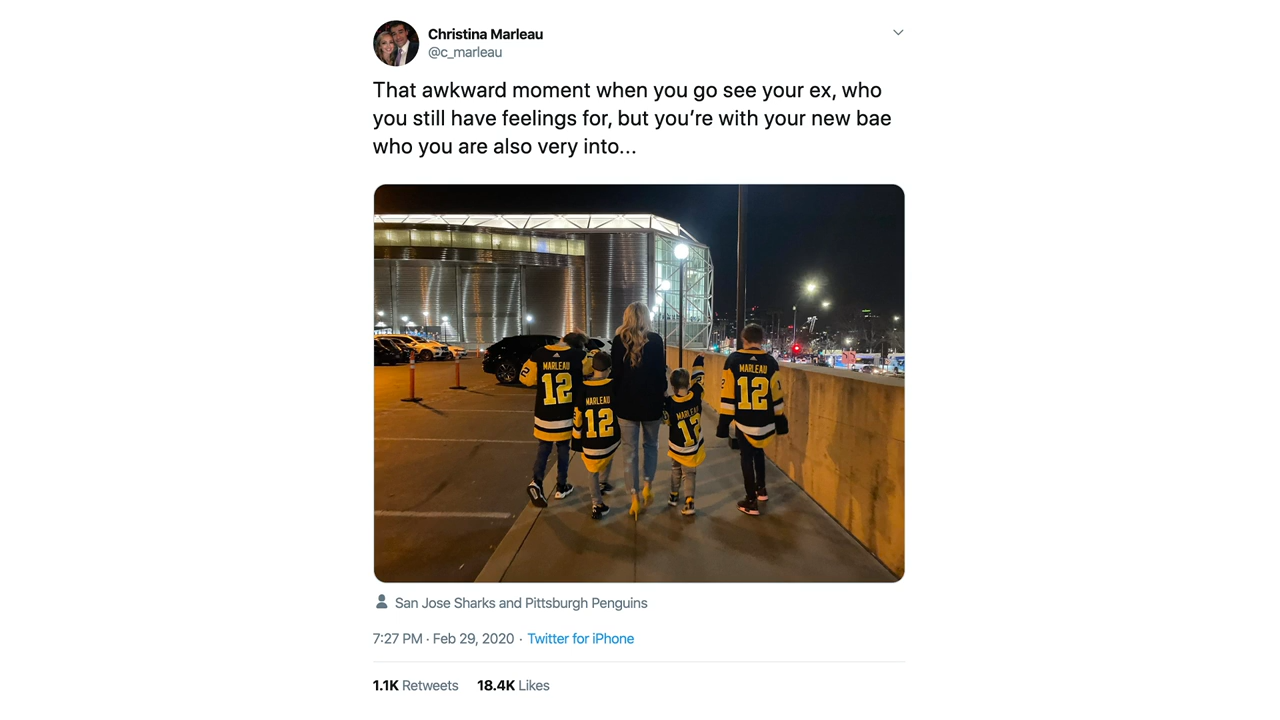 Christina Marleau
@c_marleau
That awkward moment when you go see your ex, who
you still have feelings for, but you’re with your new bae
who you are also very into...
MARLEAU
12
MARLEAU
12
MARLEAU
12
MARLEAU
12
San Jose Sharks and Pittsburgh Penguins
7:27 PM · Feb 29, 2020 · Twitter for iPhone
1.1K Retweets 18.4K Likes